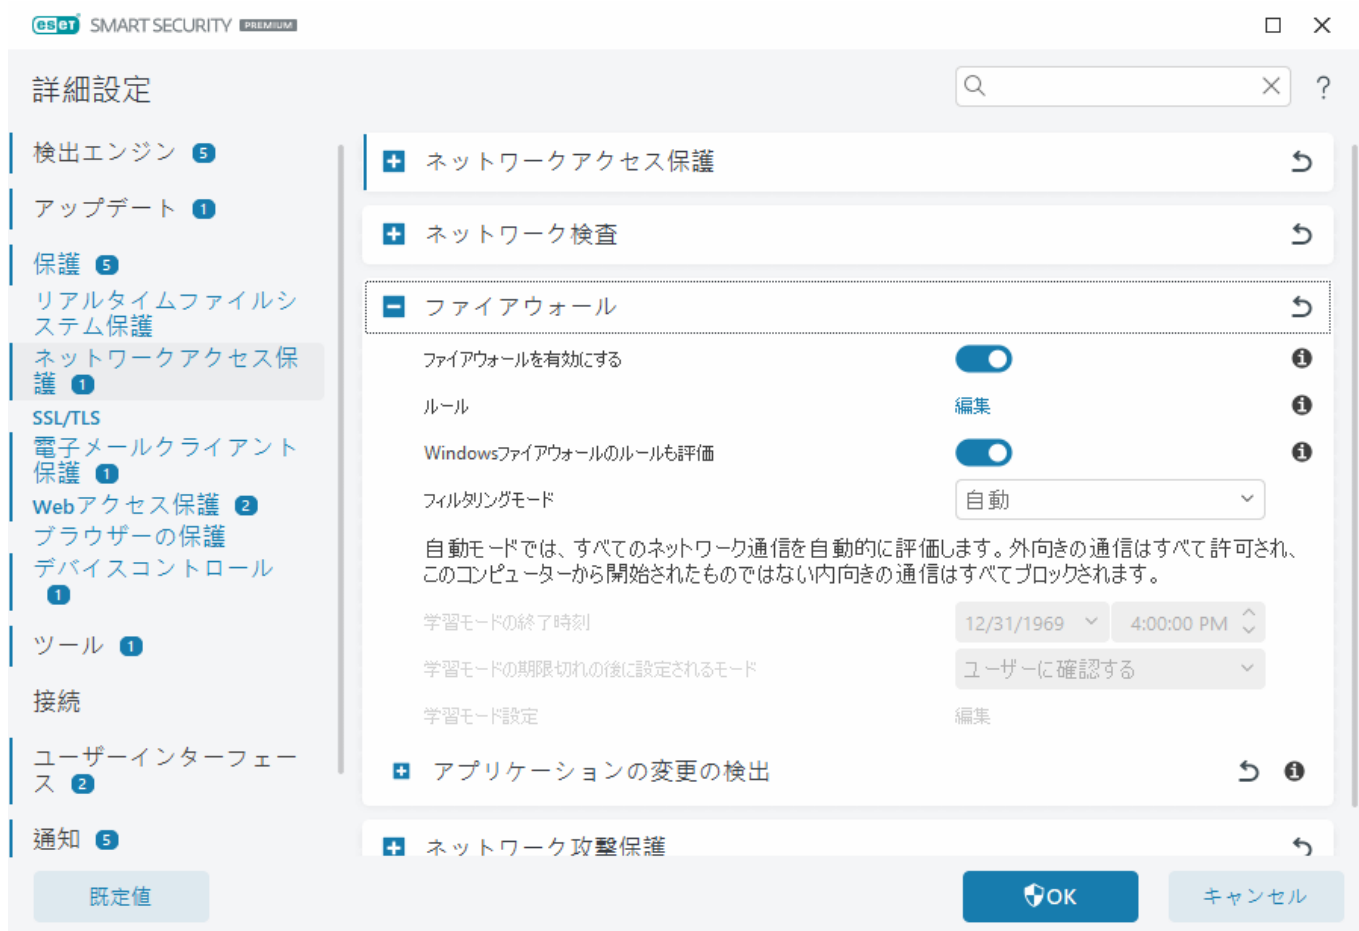 eset SMART SECURITY PREMIUM
詳細設定
?
検出エンジン 5
アップデート 1
保護 5
リアルタイムファイルシ
ステム保護
ネットワークアクセス保
護 1
SSL/TLS
電子メールクライアント
保護 1
Webアクセス保護 2
ブラウザーの保護
デバイスコントロール
1
ツール 1
接続
ユーザーインターフェー
ス 2
通知 5
ネットワークアクセス保護
ネットワーク検査
ファイアウォール
ファイアウォールを有効にする
ルール 編集
Windowsファイアウォールのルールも評価
フィルタリングモード 自動
自動モードでは、すべてのネットワーク通信を自動的に評価します。外向きの通信はすべて許可され、
このコンピューターから開始されたものではない内向きの通信はすべてブロックされます。
学習モードの終了時刻 12/31/1969 4:00:00 PM
学習モードの期限切れの後に設定されるモード ユーザーに確認する
学習モード設定 編集
アプリケーションの変更の検出
ネットワーク攻撃保護
既定値 OK キャンセル